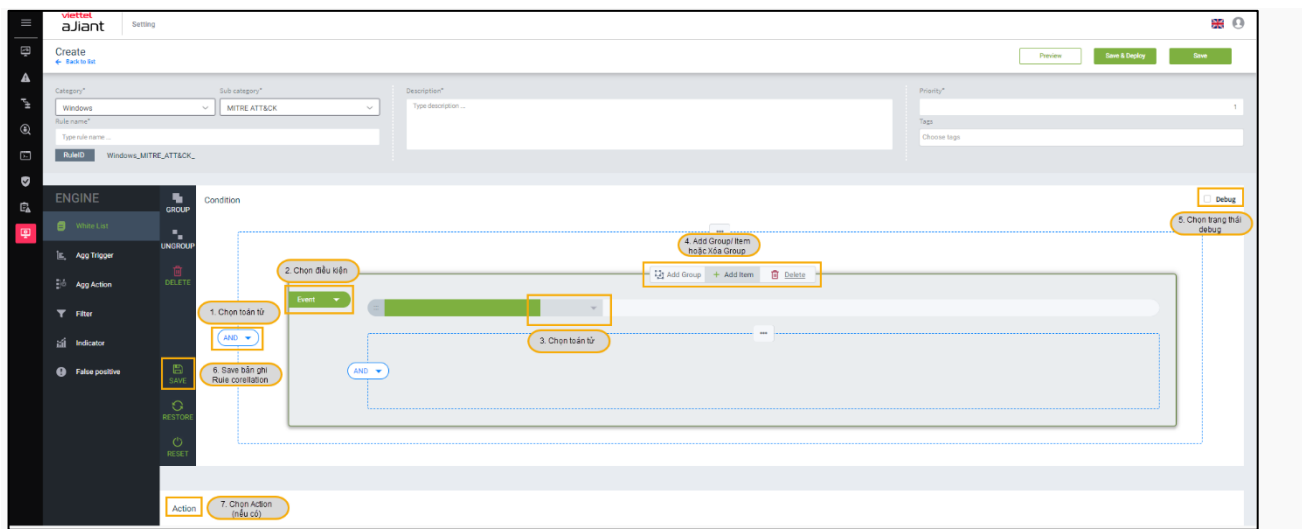 viettel
aJiant
Setting
Create
← Back to list
Preview
Save & Deploy
Save
Category*
Sub category*
Description*
Priority*
Windows
MITRE ATT&CK
Type description ...
1
Rule name*
Tags
Type rule name ...
Choose tags
RuleID
Windows_MITRE_ATT&CK_
ENGINE
GROUP
Condition
Debug
5. Chọn trạng thái
debug
White List
UNGROUP
4. Add Group/ Item
hoặc Xóa Group
Agg Trigger
2. Chọn điều kiện
Add Group
+ Add Item
Delete
Agg Action
DELETE
Event
Filter
1. Chọn toán tử
AND
3. Chọn toán tử
Indicator
False positive
SAVE
6. Save bản ghi
Rule corellation
AND
RESTORE
RESET
Action
7. Chọn Action
(nếu có)